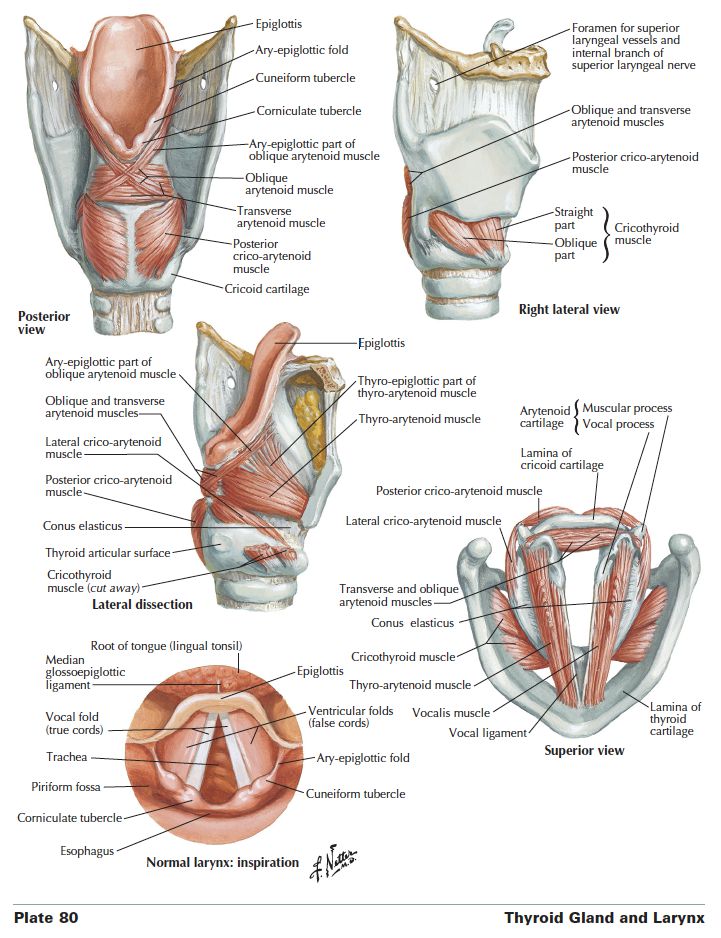 Epiglottis
Ary-epiglottic fold
Cuneiform tubercle
Corniculate tubercle
Ary-epiglottic part of
oblique arytenoid muscle
Oblique
arytenoid muscle
Transverse
arytenoid muscle
Posterior
crico-arytenoid
muscle
Cricoid cartilage
Posterior
view
Foramen for superior
laryngeal vessels and
internal branch of
superior laryngeal nerve
Oblique and transverse
arytenoid muscles
Posterior crico-arytenoid
muscle
Straight
part
Oblique
part
Cricothyroid
muscle
Right lateral view
Ary-epiglottic part of
oblique arytenoid muscle
Oblique and transverse
arytenoid muscles
Lateral crico-arytenoid
muscle
Posterior crico-arytenoid
muscle
Conus elasticus
Thyroid articular surface
Cricothyroid
muscle (cut away)
Epiglottis
Thyro-epiglottic part of
thyro-arytenoid muscle
Thyro-arytenoid muscle
Lateral dissection
Arytenoid
cartilage
Muscular process
Vocal process
Lamina of
cricoid cartilage
Posterior crico-arytenoid muscle
Lateral crico-arytenoid muscle
Transverse and oblique
arytenoid muscles
Conus elasticus
Cricothyroid muscle
Thyro-arytenoid muscle
Vocalis muscle
Vocal ligament
Lamina of
thyroid
cartilage
Superior view
Root of tongue (lingual tonsil)
Median
glossoepiglottic
ligament
Vocal fold
(true cords)
Trachea
Piriform fossa
Corniculate tubercle
Esophagus
Epiglottis
Ventricular folds
(false cords)
Ary-epiglottic fold
Cuneiform tubercle
Normal larynx: inspiration
F. Netter
M.D.
Plate 80
Thyroid Gland and Larynx